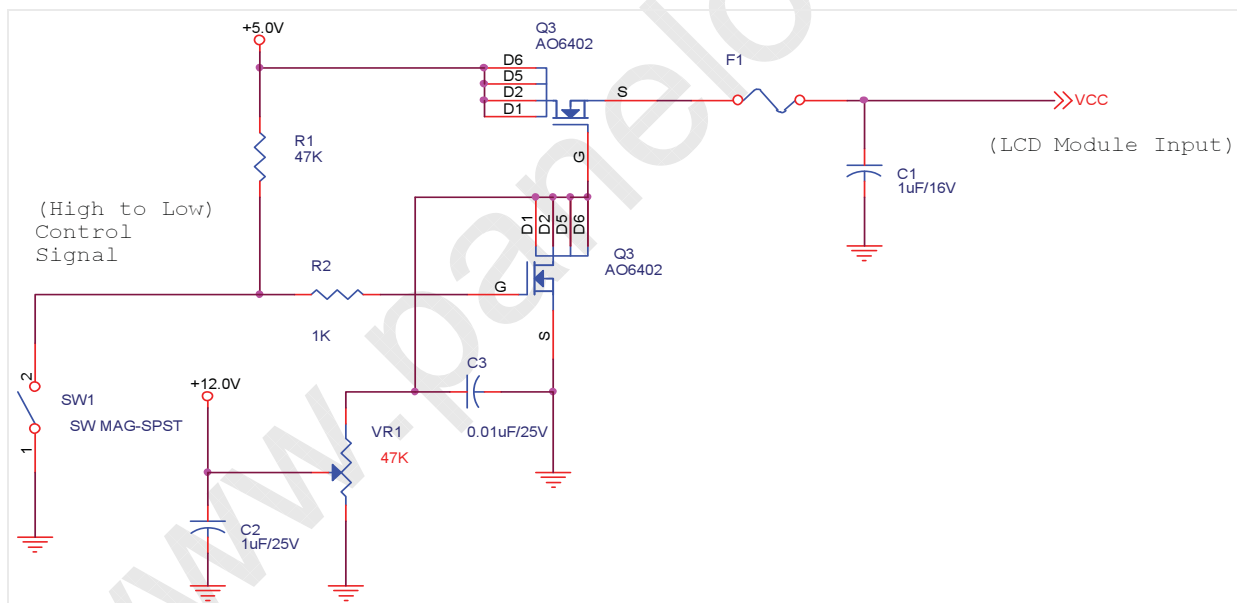 +5.0V
Q3
AO6402
D6
D5
D2
D1
S
G
F1
VCC
(LCD Module Input)
R1
47K
C1
1uF/16V
(High to Low)
Control
Signal
D1
D2
D5
D6
Q3
AO6402
R2
1K
G
S
C3
0.01uF/25V
2
SW1
SW MAG-SPST
1
+12.0V
VR1
47K
C2
1uF/25V
www.panelo